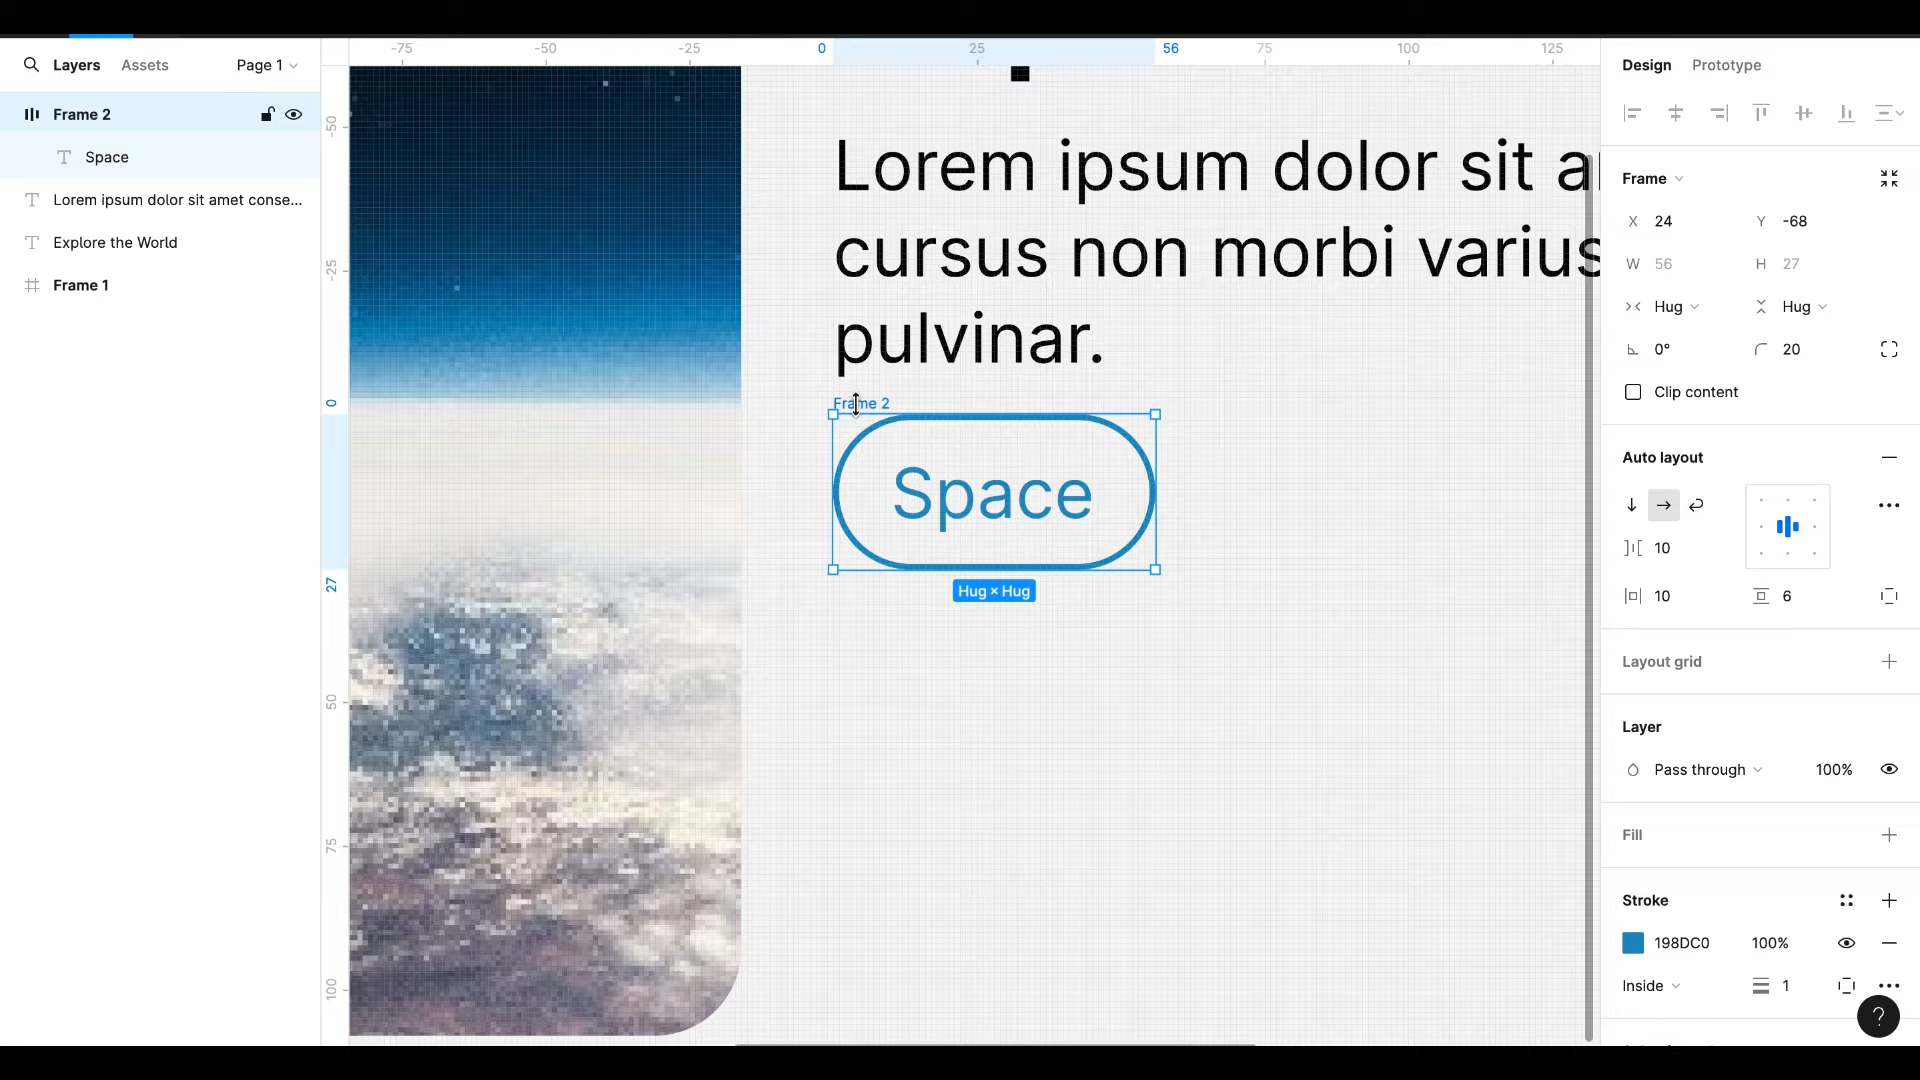 Layers Assets Page 1
Frame 2
Space
Lorem ipsum dolor sit amet conse...
Explore the World
Frame 1
-75 -50 -25 0 25 56 75 100 125
-50
-25
0
27
50
75
100
Lorem ipsum dolor sit a
cursus non morbi varius
pulvinar.
Frame 2
Space
Hug × Hug
Design Prototype
Frame
X 24 Y -68
W 56 H 27
Hug Hug
0° 20
Clip content
Auto layout
10
10 6
Layout grid
Layer
Pass through 100%
Fill
Stroke
198DC0 100%
Inside 1
?